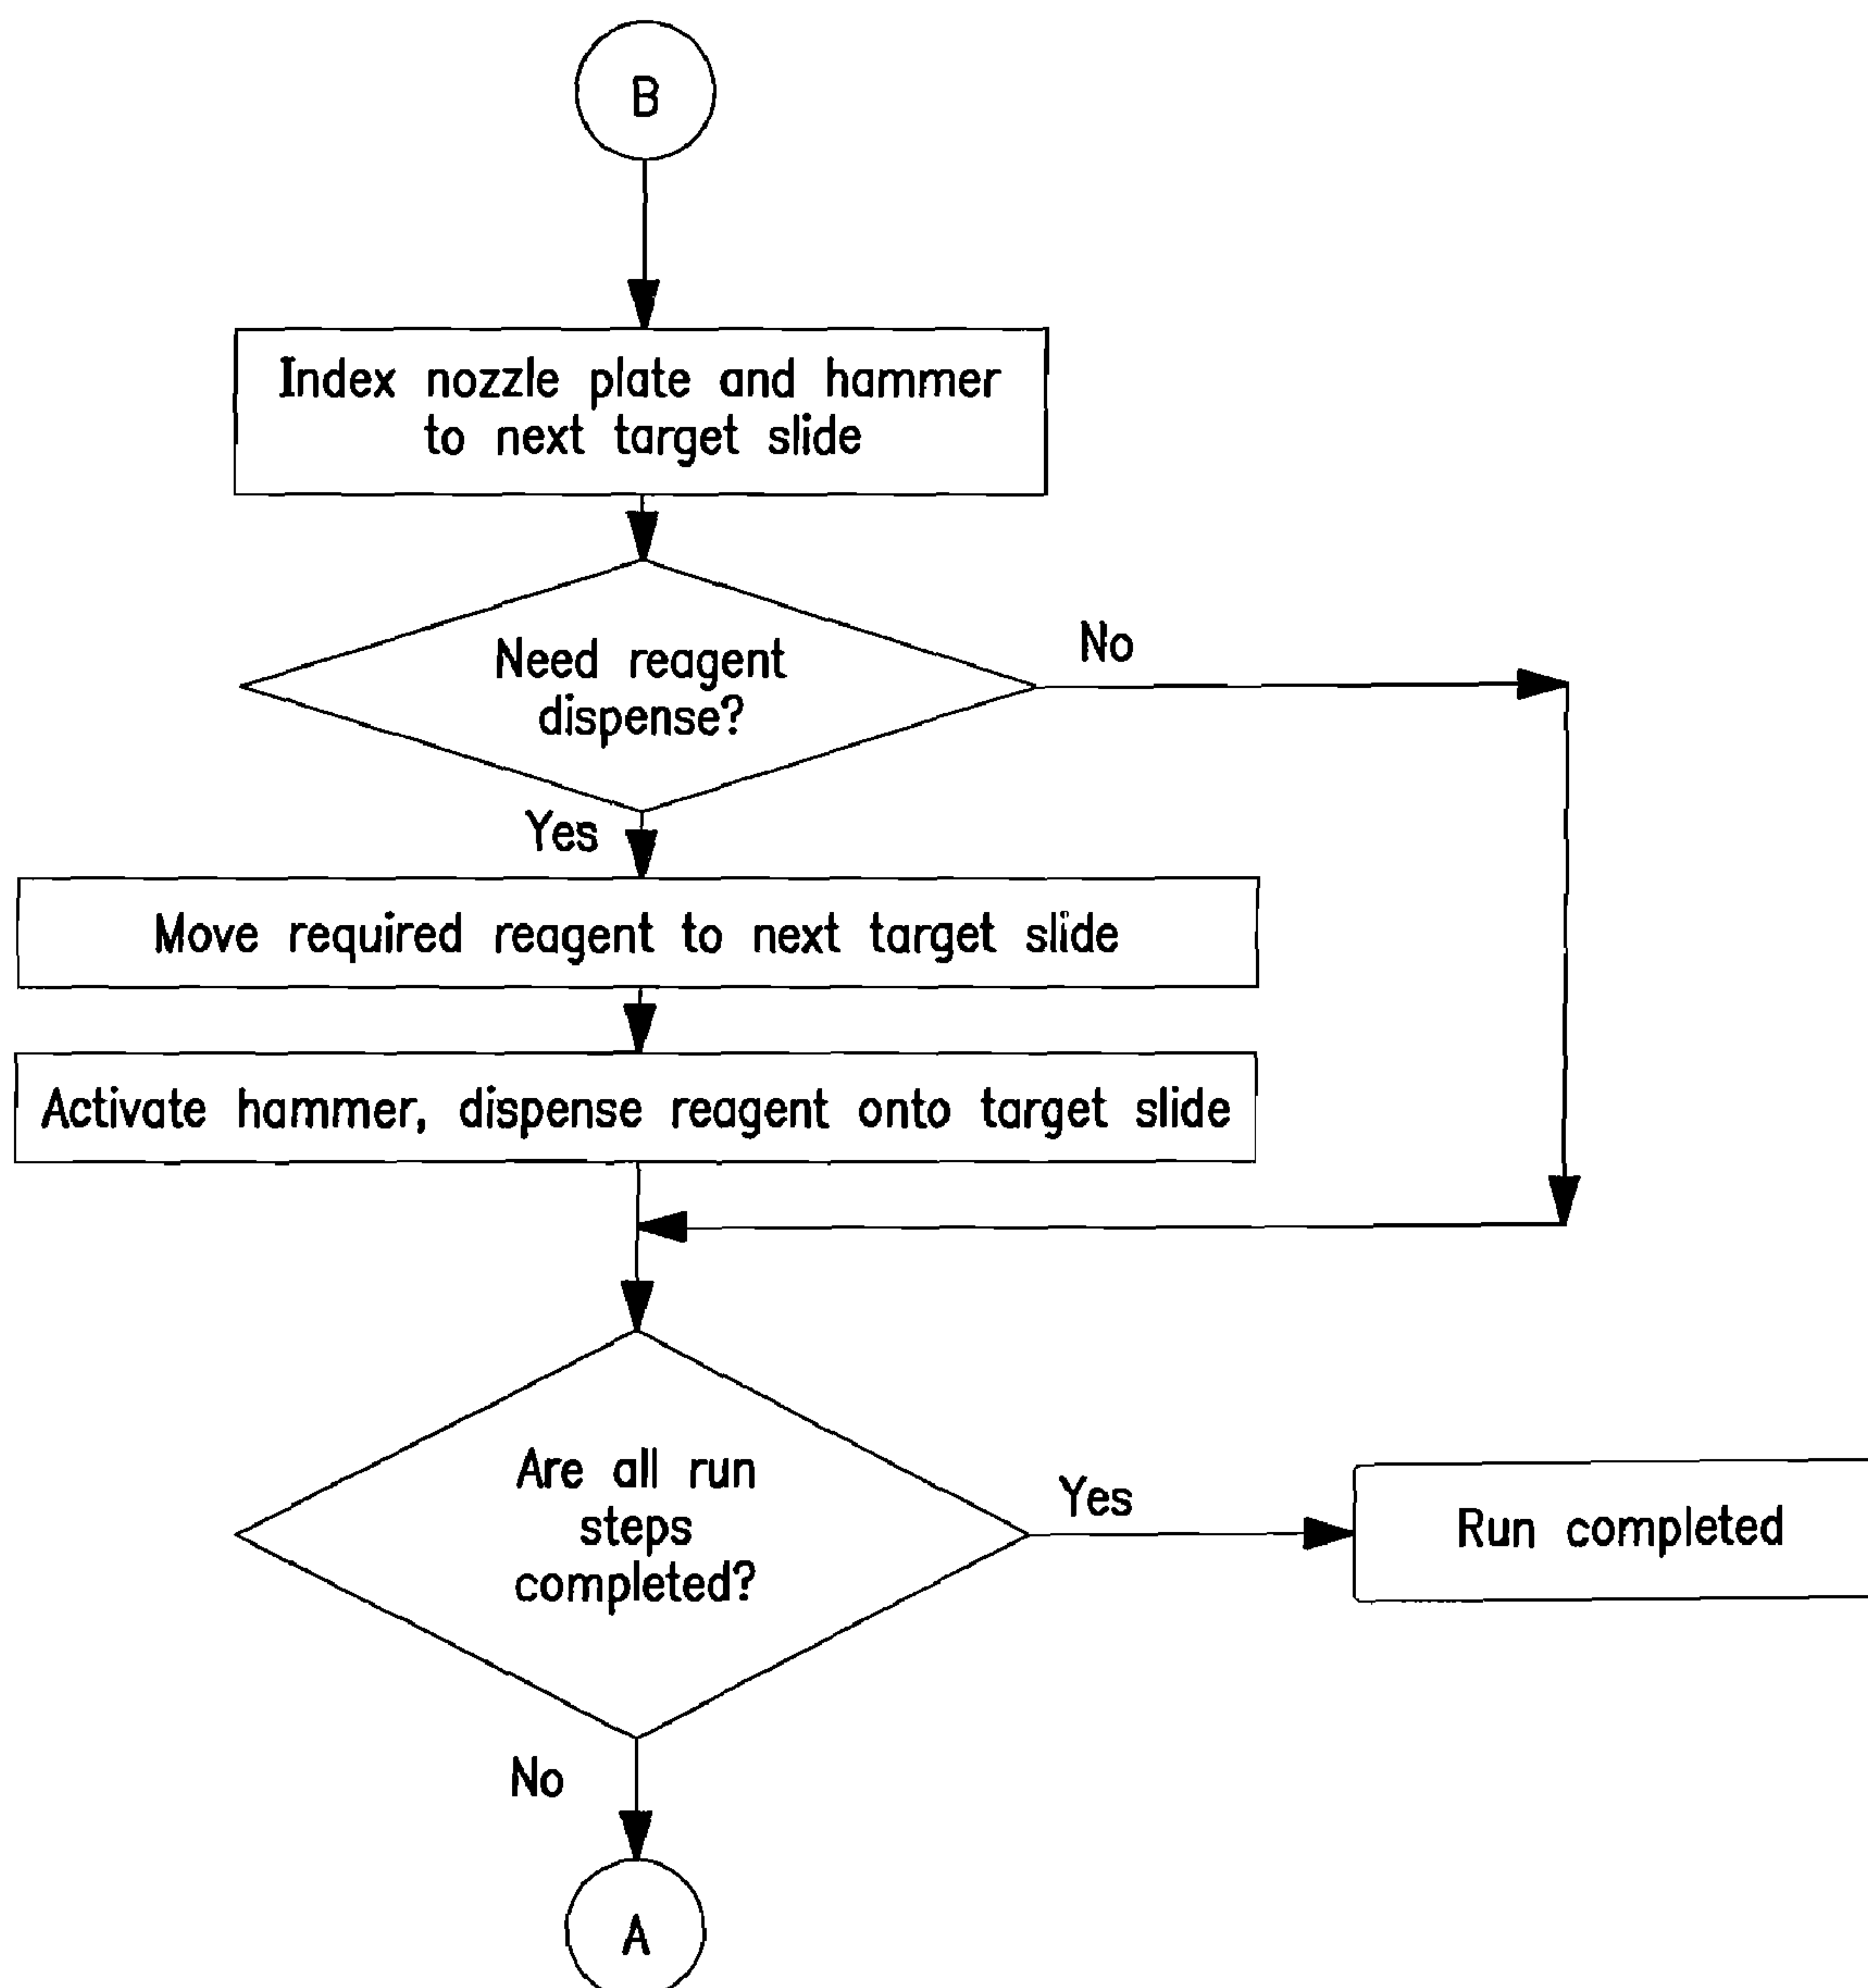 B
Index nozzle plate and hammer
to next target slide
Need reagent
dispense?
No
Yes
Move required reagent to next target slide
Activate hammer, dispense reagent onto target slide
Are all run
steps
completed?
Yes
Run completed
No
A